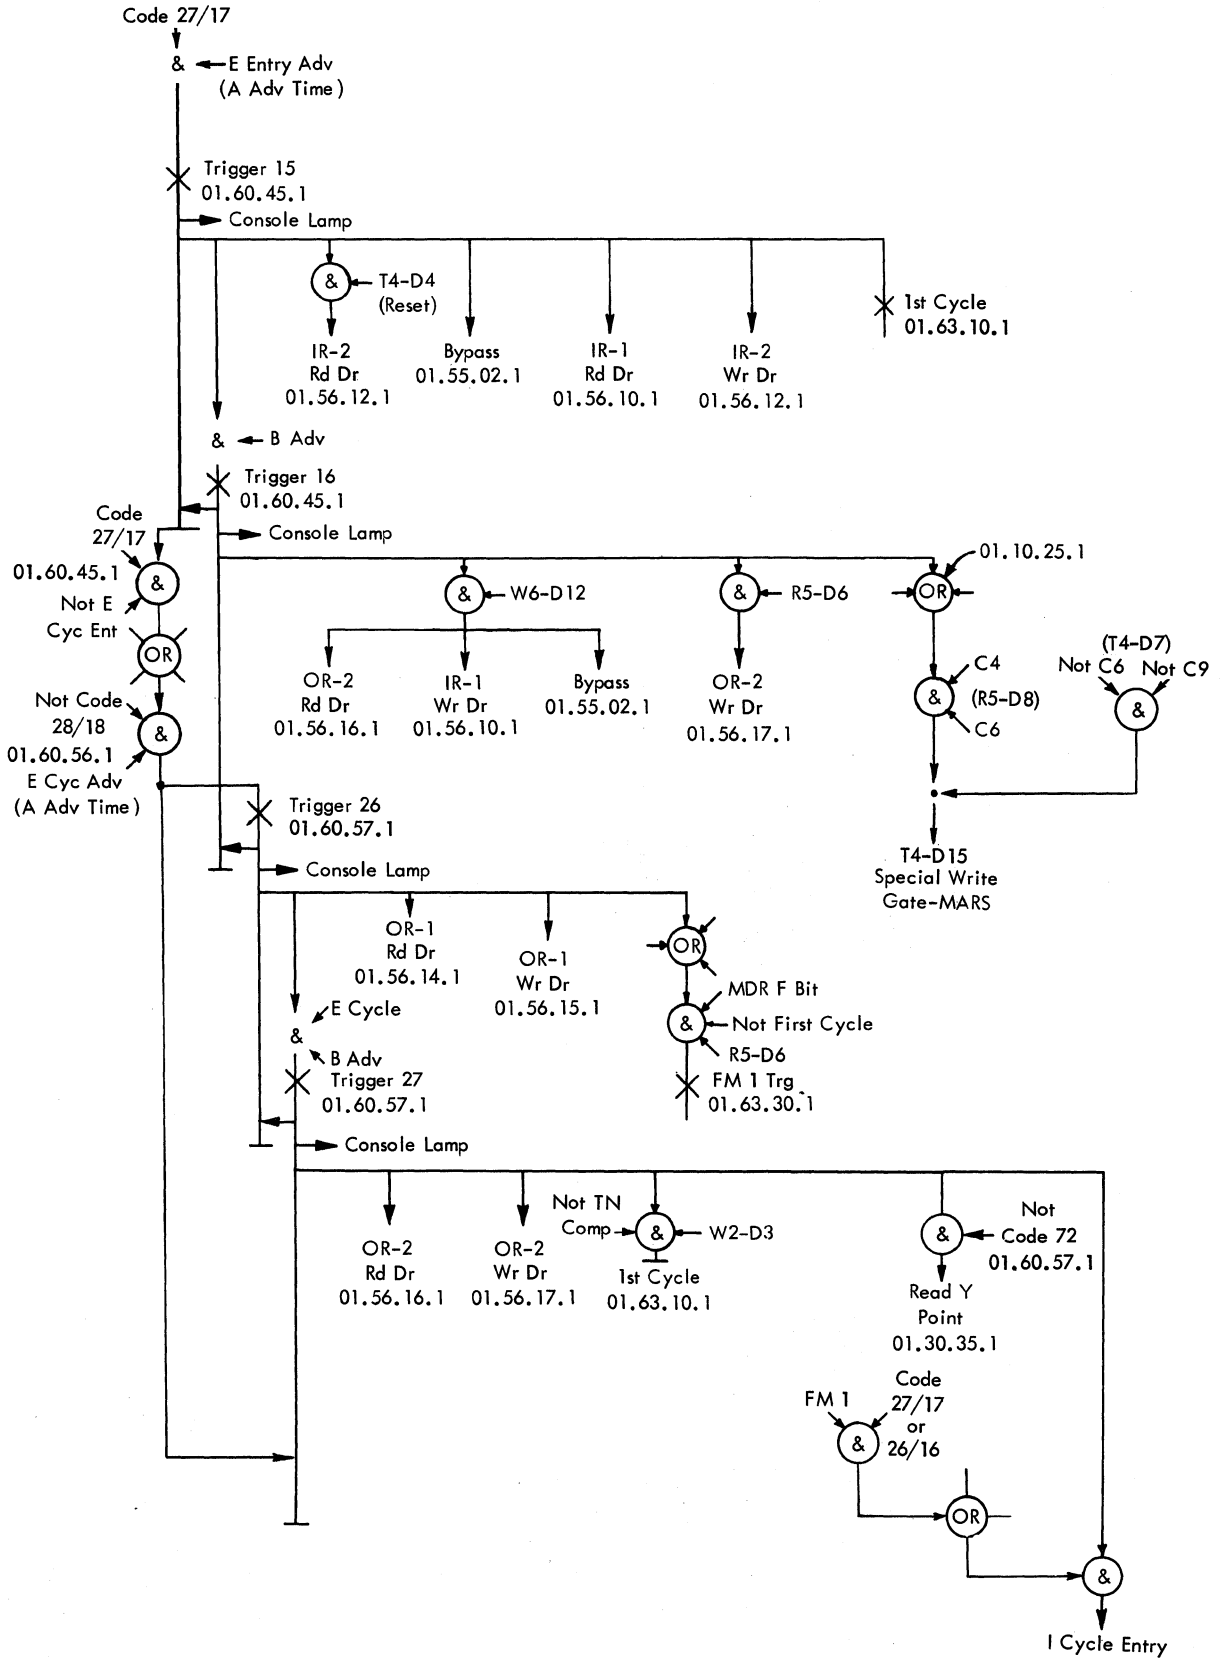 Code 27/17
& E Entry Adv
(A Adv Time)
Trigger 15
01.60.45.1
Console Lamp
& T4-D4
(Reset)
1st Cycle
01.63.10.1
IR-2
Rd Dr
01.56.12.1
Bypass
01.55.02.1
IR-1
Rd Dr
01.56.10.1
IR-2
Wr Dr
01.56.12.1
& B Adv
Trigger 16
01.60.45.1
Console Lamp
Code
27/17
01.60.45.1
&
Not E
Cyc Ent
OR
Not Code
28/18
01.60.56.1
&
E Cyc Adv
(A Adv Time)
& W6-D12
OR-2
Rd Dr
01.56.16.1
IR-1
Wr Dr
01.56.10.1
Bypass
01.55.02.1
& R5-D6
OR-2
Wr Dr
01.56.17.1
01.10.25.1
OR
C4
& (R5-D8)
C6
(T4-D7)
Not C6 Not C9
&
T4-D15
Special Write
Gate-MARS
Trigger 26
01.60.57.1
Console Lamp
OR-1
Rd Dr
01.56.14.1
OR-1
Wr Dr
01.56.15.1
OR
MDR F Bit
& Not First Cycle
R5-D6
FM 1 Trg
01.63.30.1
E Cycle
&
B Adv
Trigger 27
01.60.57.1
Console Lamp
OR-2
Rd Dr
01.56.16.1
OR-2
Wr Dr
01.56.17.1
Not TN
Comp & W2-D3
1st Cycle
01.63.10.1
&
Not
Code 72
01.60.57.1
Read Y
Point
01.30.35.1
FM 1
Code
27/17
or
26/16
&
OR
&
I Cycle Entry